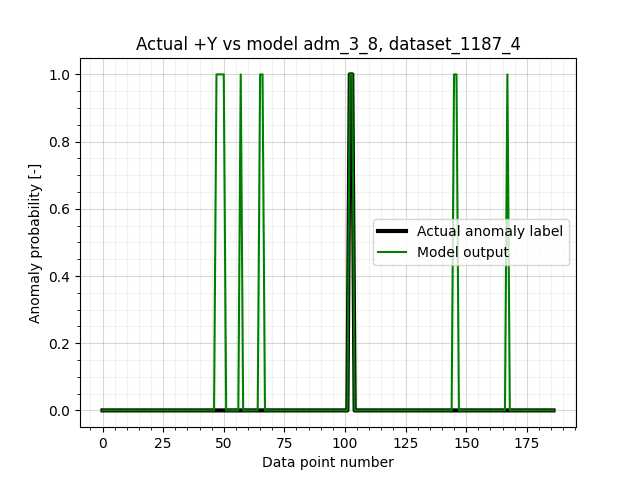 Actual +Y vs model adm_3_8, dataset_1187_4
1.0
0.8
0.6
0.4
0.2
0.0
Anomaly probability [-]
Actual anomaly label
Model output
0 25 50 75 100 125 150 175
Data point number